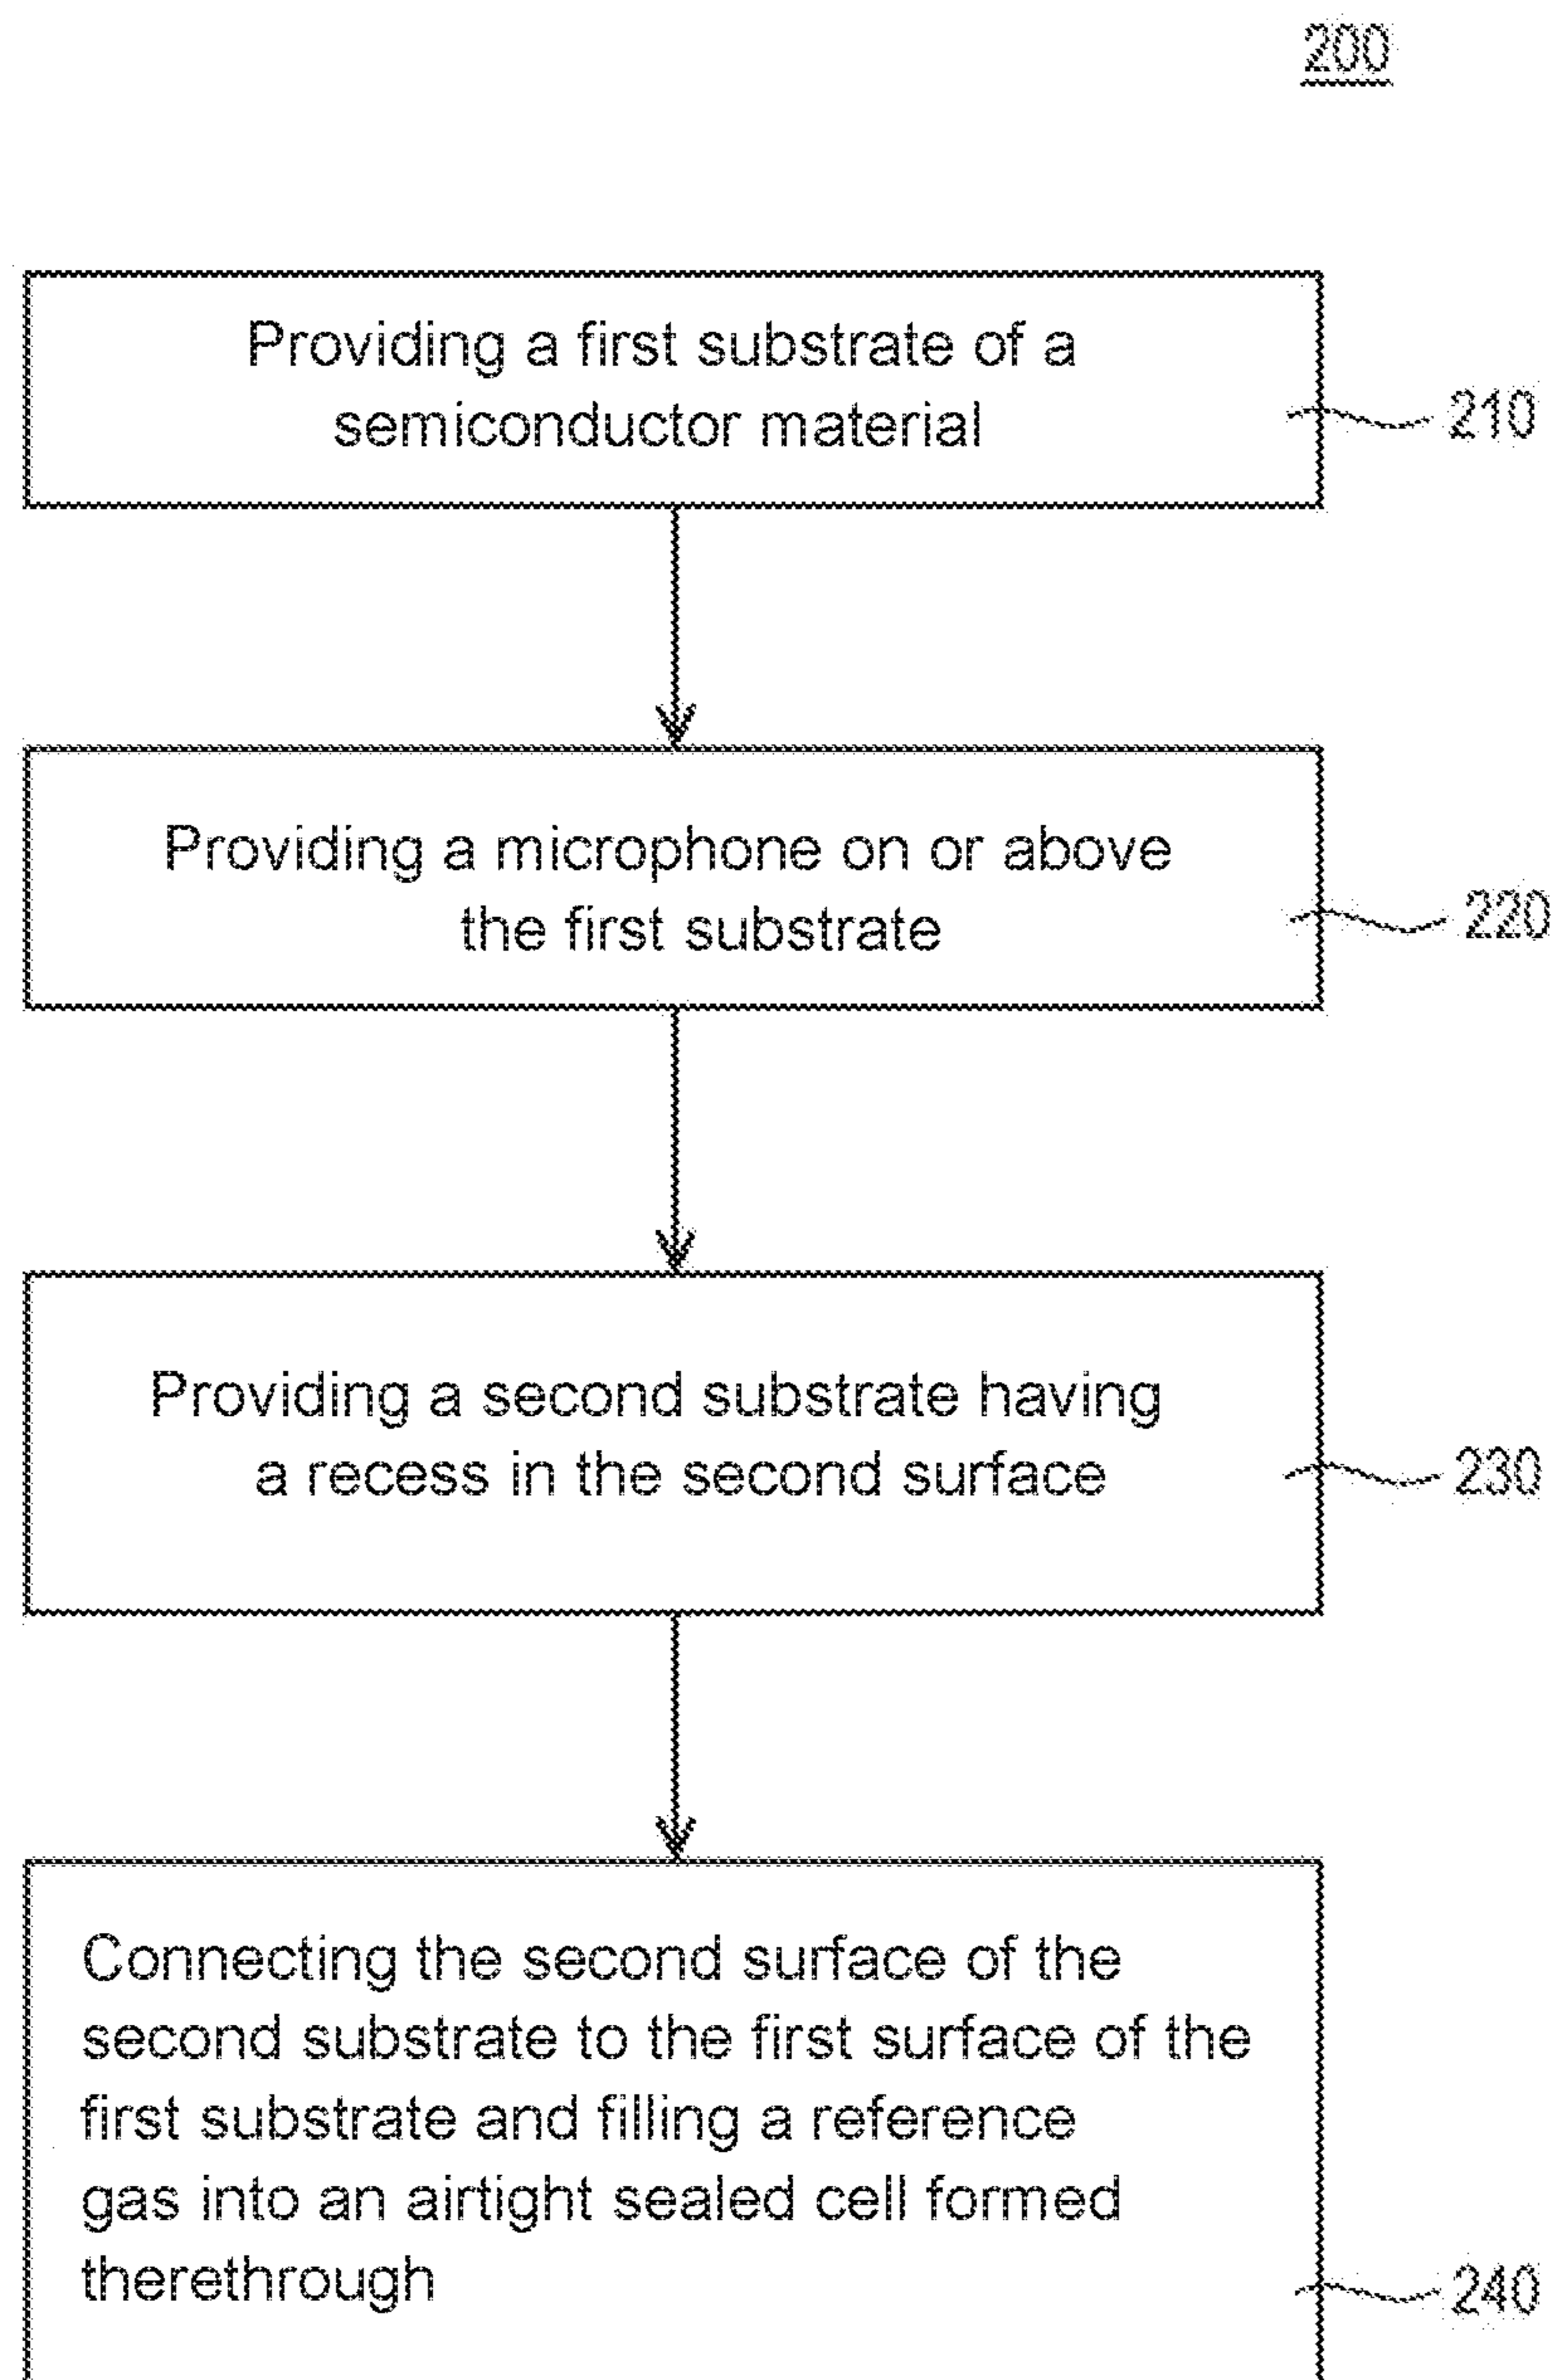 200
Providing a first substrate of a
semiconductor material
210
Providing a microphone on or above
the first substrate
220
Providing a second substrate having
a recess in the second surface
230
Connecting the second surface of the
second substrate to the first surface of the
first substrate and filling a reference
gas into an airtight sealed cell formed
therethrough
240